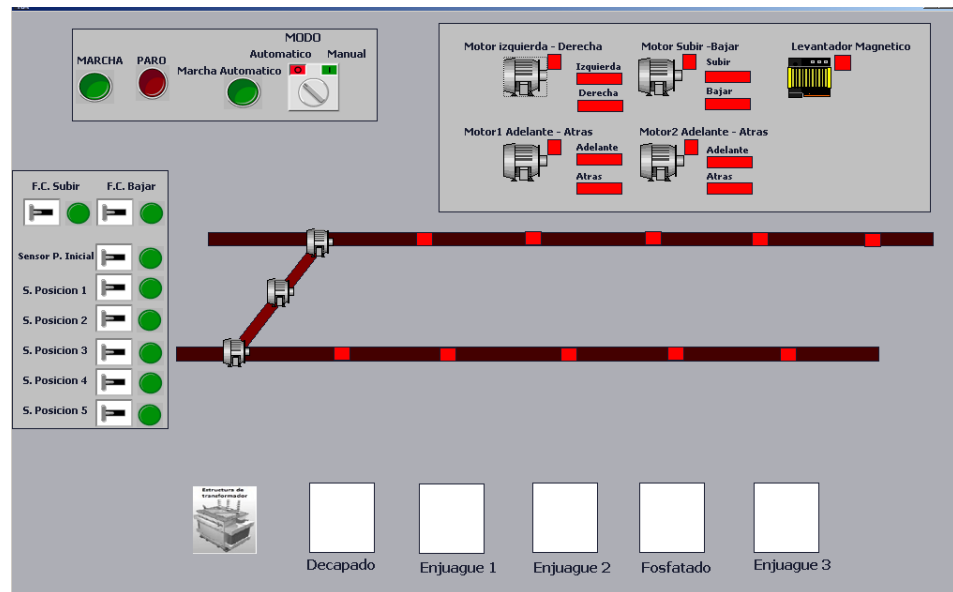 MODO
MARCHA
PARO
Automatico
Manual
Marcha Automatico
O
I
Motor izquierda - Derecha
Izquierda
Derecha
Motor Subir -Bajar
Subir
Bajar
Levantador Magnetico
Motor1 Adelante - Atras
Adelante
Atras
Motor2 Adelante - Atras
Adelante
Atras
F.C. Subir
F.C. Bajar
Sensor P. Inicial
S. Posicion 1
S. Posicion 2
S. Posicion 3
S. Posicion 4
S. Posicion 5
Estructura de
transformador
Decapado
Enjuague 1
Enjuague 2
Fosfatado
Enjuague 3